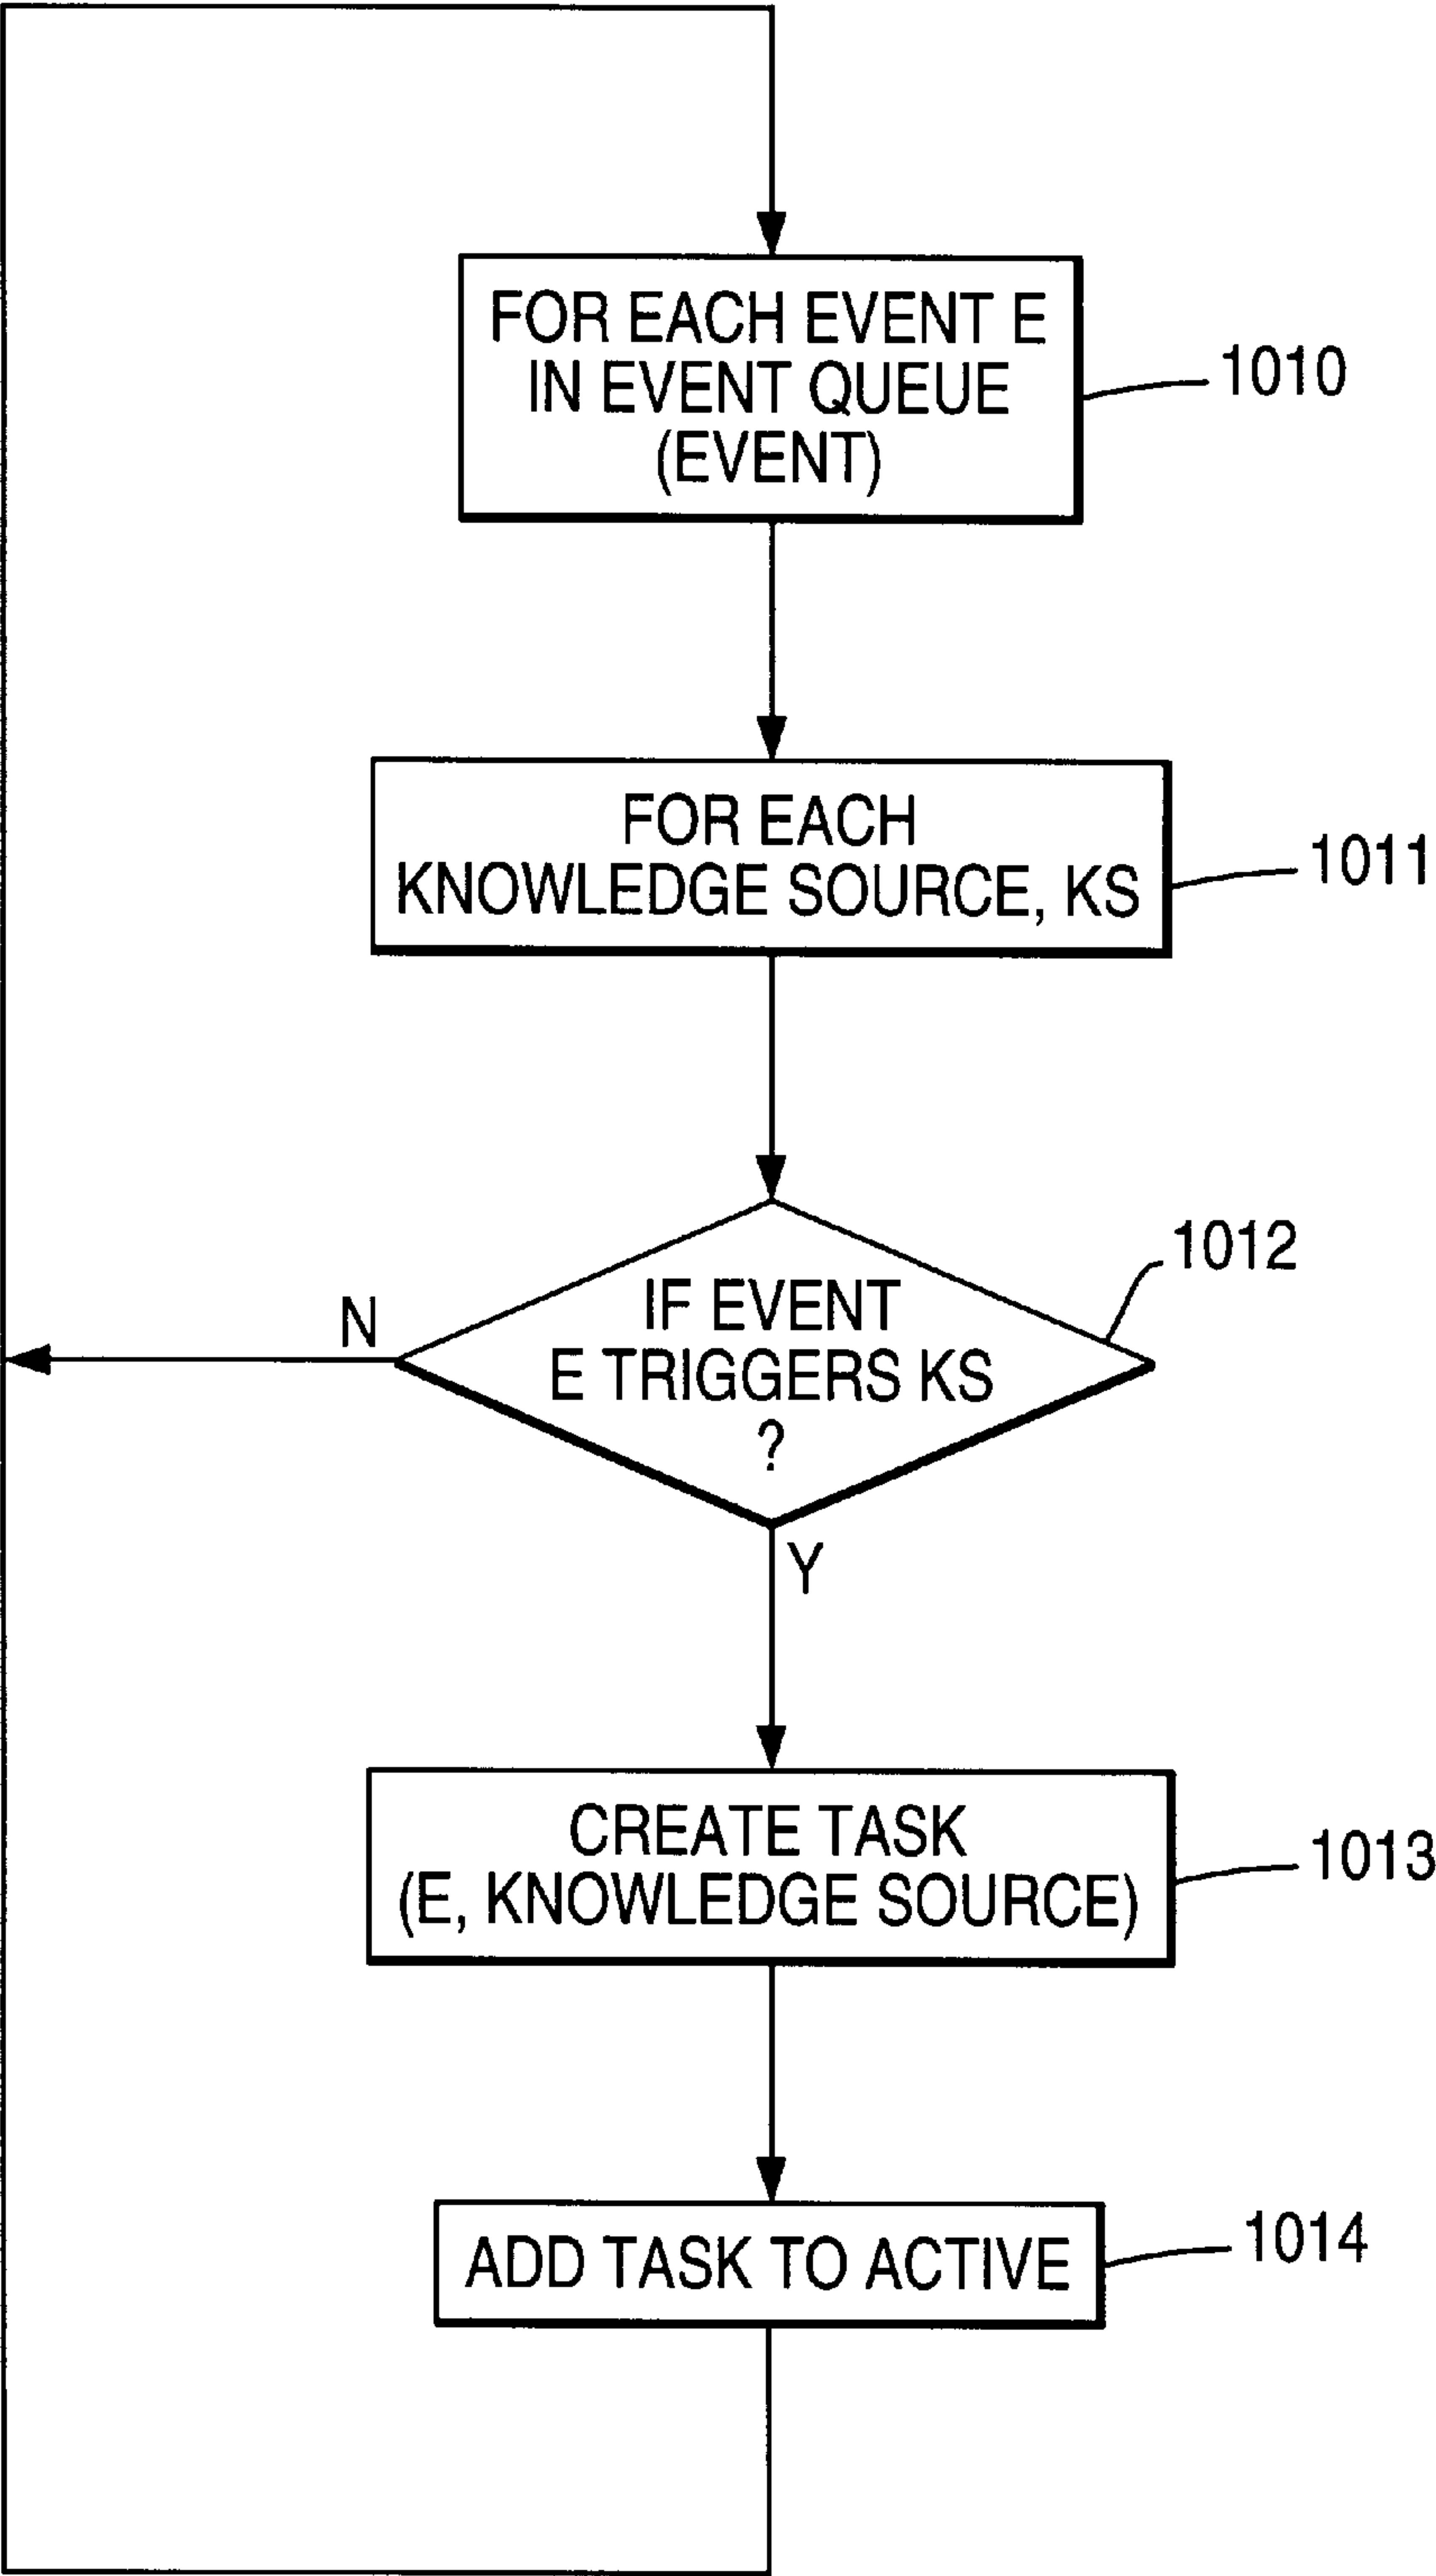 FOR EACH EVENT E
IN EVENT QUEUE
(EVENT)
1010
FOR EACH
KNOWLEDGE SOURCE, KS
1011
1012
N
IF EVENT
E TRIGGERS KS
?
Y
CREATE TASK
(E, KNOWLEDGE SOURCE)
1013
ADD TASK TO ACTIVE
1014